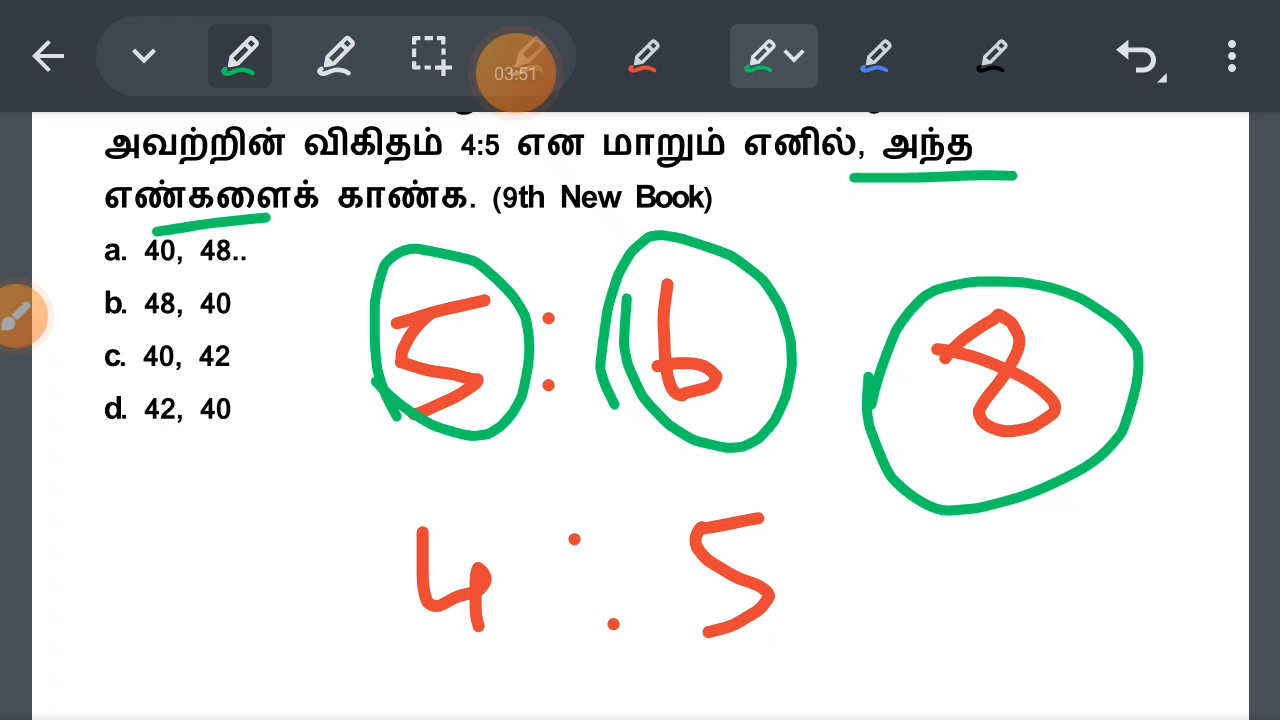 03:51
அவற்றின் விகிதம் 4:5 என மாறும் எனில், அந்த
எண்களைக் காண்க. (9th New Book)
a. 40, 48..
b. 48, 40
c. 40, 42
d. 42, 40
5 : 6 8
4 : 5